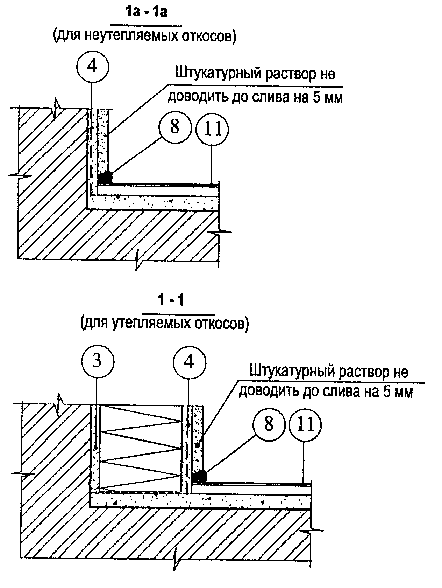 1а - 1а
(для неутепляемых откосов)
4
Штукатурный раствор не
доводить до слива на 5 мм
8
11
1 - 1
(для утепляемых откосов)
3
4
Штукатурный раствор не
доводить до слива на 5 мм
8
11